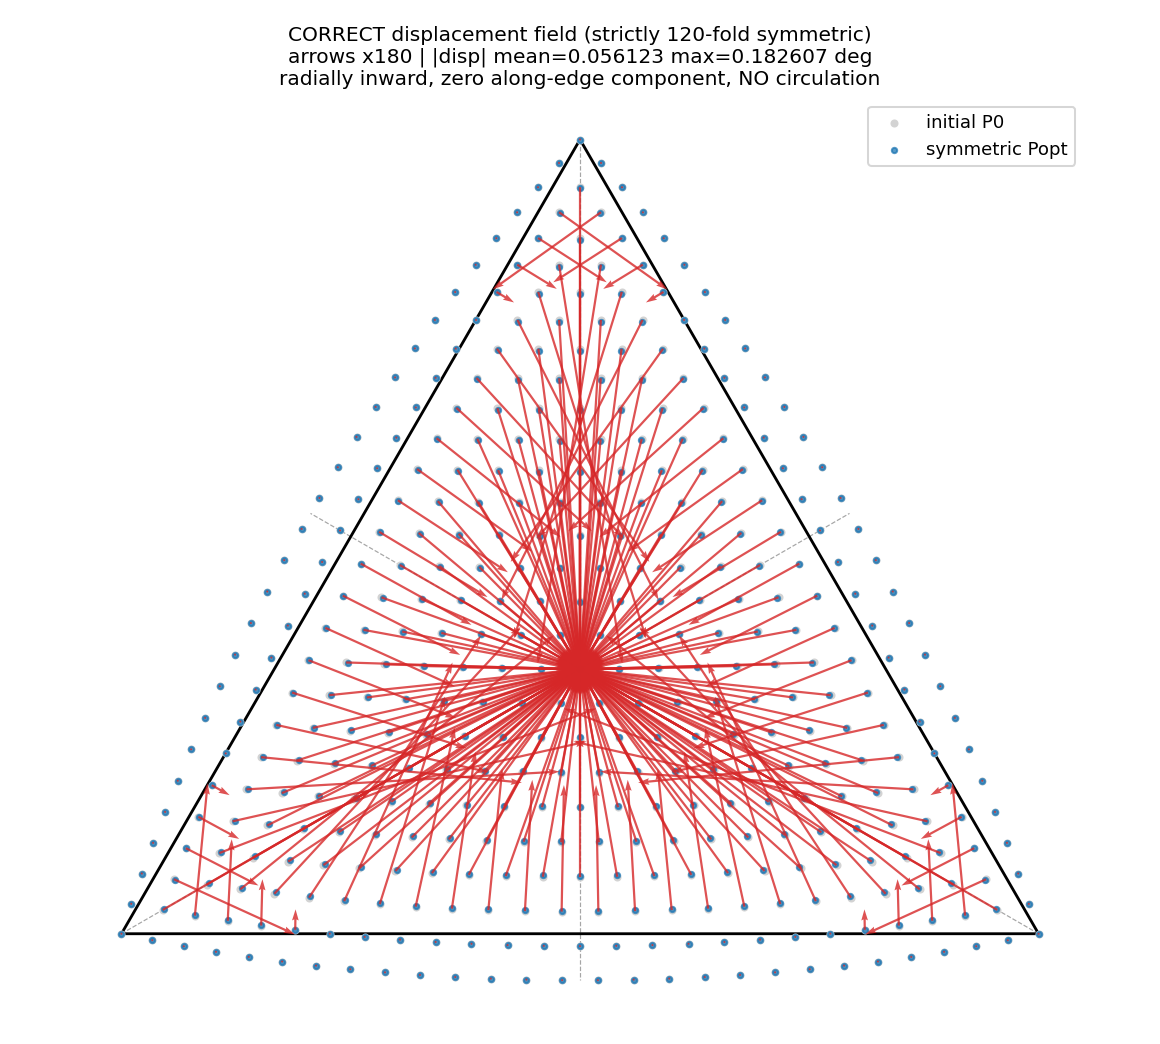 CORRECT displacement field (strictly 120-fold symmetric)
arrows x180 | |disp| mean=0.056123 max=0.182607 deg
radially inward, zero along-edge component, NO circulation
initial P0
symmetric Popt